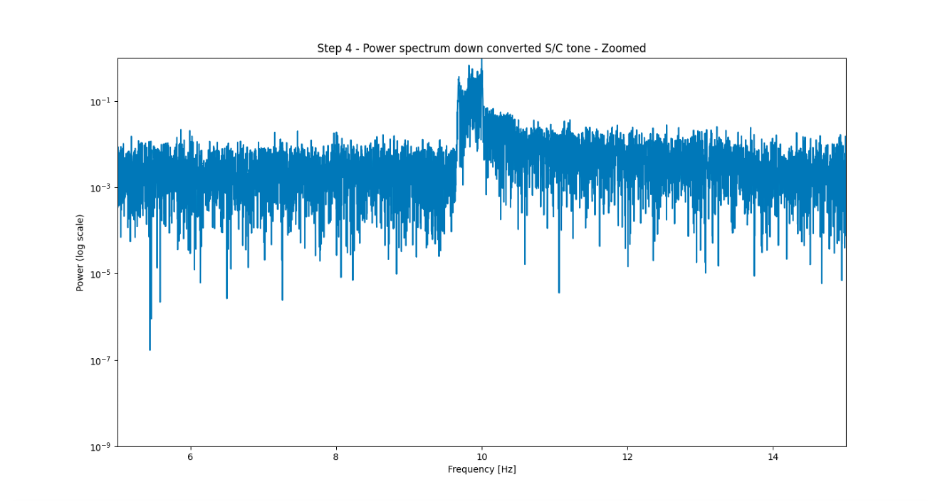 Step 4 - Power spectrum down converted S/C tone - Zoomed
10⁻¹
10⁻³
10⁻⁵
10⁻⁷
10⁻⁹
Power (log scale)
6 8 10 12 14
Frequency [Hz]